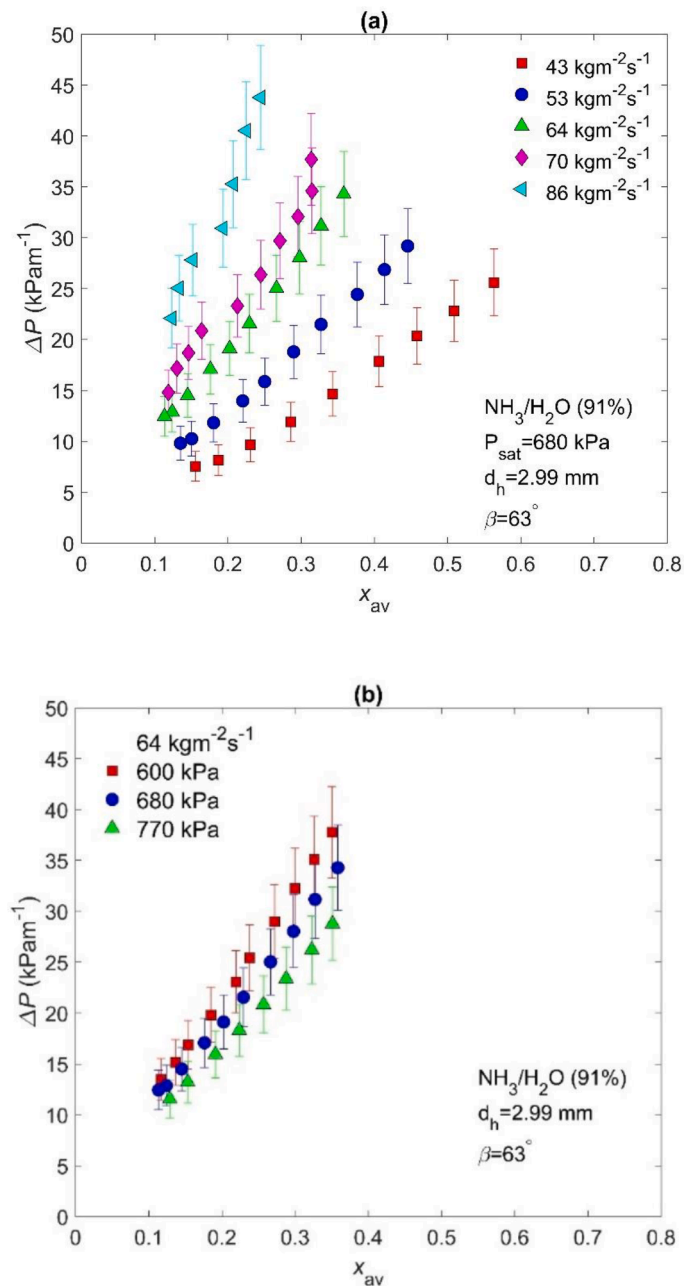 (a)
50
45
40
35
30
25
20
15
10
5
0
ΔP (kPam⁻¹)
43 kgm⁻²s⁻¹
53 kgm⁻²s⁻¹
64 kgm⁻²s⁻¹
70 kgm⁻²s⁻¹
86 kgm⁻²s⁻¹
NH₃/H₂O (91%)
P_sat=680 kPa
d_h=2.99 mm
β=63°
0 0.1 0.2 0.3 0.4 0.5 0.6 0.7 0.8
x_av
(b)
50
45
40
35
30
25
20
15
10
5
0
ΔP (kPam⁻¹)
64 kgm⁻²s⁻¹
600 kPa
680 kPa
770 kPa
NH₃/H₂O (91%)
d_h=2.99 mm
β=63°
0 0.1 0.2 0.3 0.4 0.5 0.6 0.7 0.8
x_av